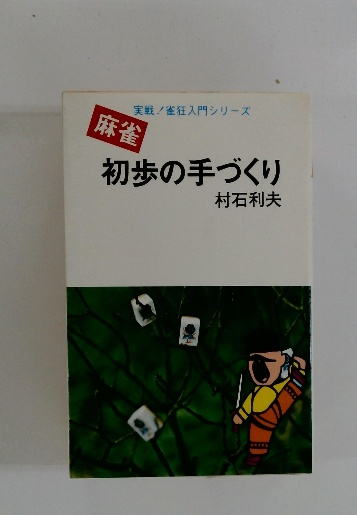 実戦!雀狂入門シリーズ
麻雀
初歩の手づくり
村石利夫